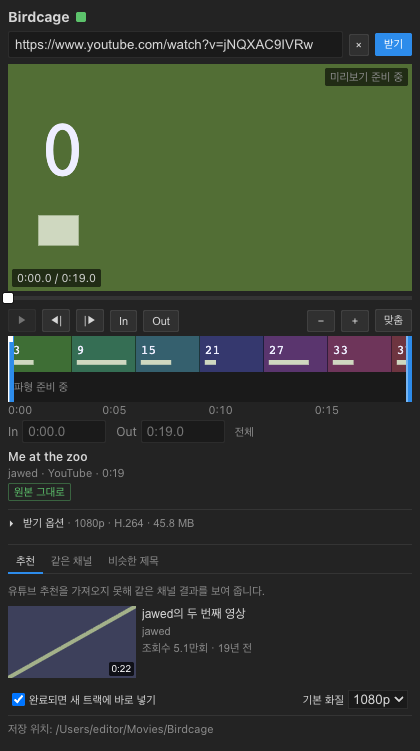 Birdcage
https://www.youtube.com/watch?v=jNQXAC9IVRw × 받기
미리보기 준비 중
0
0:00.0 / 0:19.0
In Out − + 맞춤
3 9 15 21 27 33 3
파형 준비 중
0:00 0:05 0:10 0:15
In 0:00.0 Out 0:19.0 전체
Me at the zoo
jawed · YouTube · 0:19
원본 그대로
받기 옵션 · 1080p · H.264 · 45.8 MB
추천 같은 채널 비슷한 제목
유튜브 추천을 가져오지 못해 같은 채널 결과를 보여 줍니다.
jawed의 두 번째 영상
jawed
조회수 5.1만회 · 19년 전
0:22
완료되면 새 트랙에 바로 넣기 기본 화질 1080p
저장 위치: /Users/editor/Movies/Birdcage